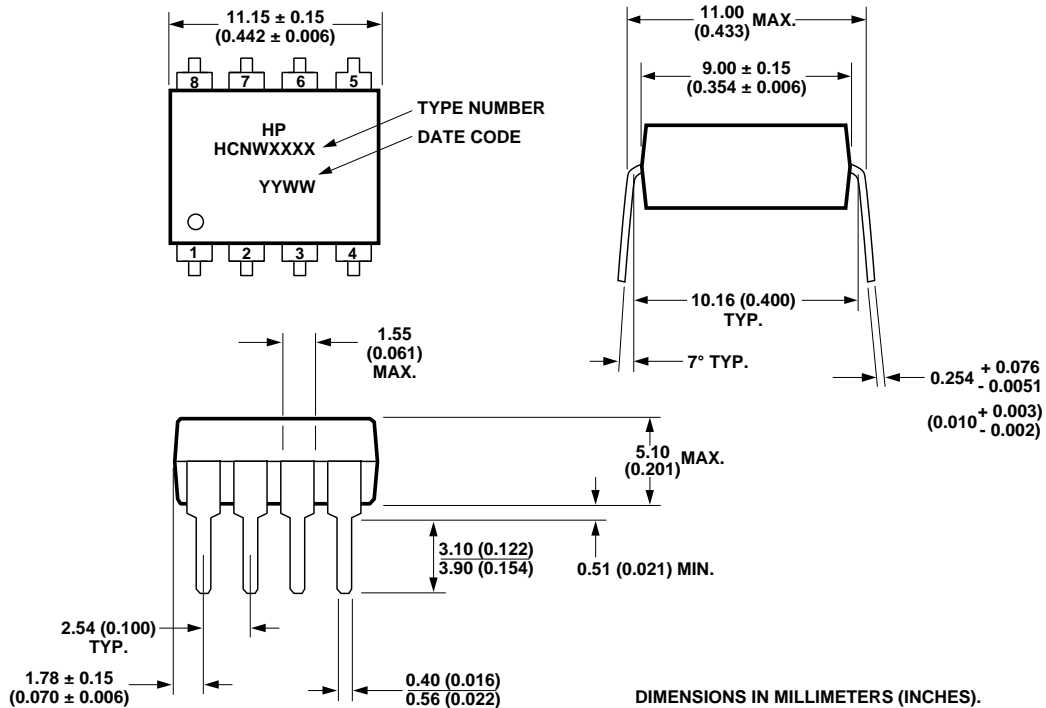 11.15 ± 0.15
(0.442 ± 0.006)
8 7 6 5
HP
HCNWXXXX
YYWW
TYPE NUMBER
DATE CODE
1 2 3 4
11.00
(0.433) MAX.
9.00 ± 0.15
(0.354 ± 0.006)
10.16 (0.400)
TYP.
7° TYP.
0.254 + 0.076
- 0.0051
(0.010 + 0.003)
- 0.002)
1.55
(0.061)
MAX.
5.10
(0.201) MAX.
3.10 (0.122)
3.90 (0.154)
0.51 (0.021) MIN.
2.54 (0.100)
TYP.
1.78 ± 0.15
(0.070 ± 0.006)
0.40 (0.016)
0.56 (0.022)
DIMENSIONS IN MILLIMETERS (INCHES).